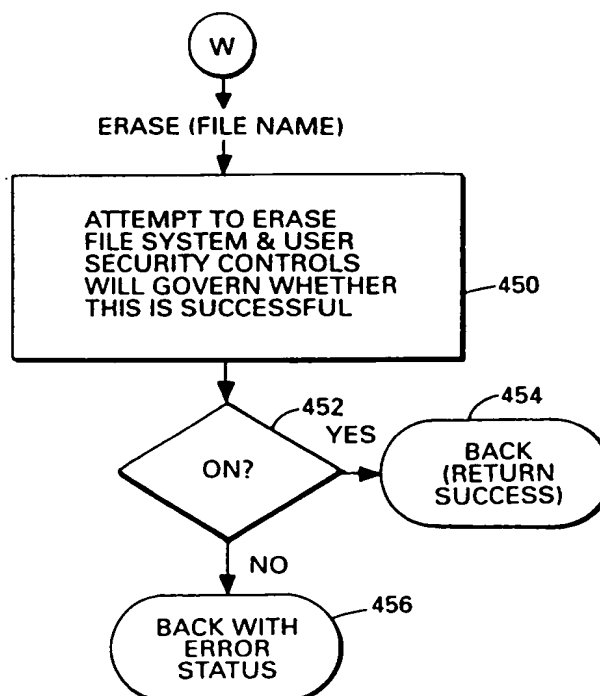 W
ERASE (FILE NAME)
ATTEMPT TO ERASE
FILE SYSTEM & USER
SECURITY CONTROLS
WILL GOVERN WHETHER
THIS IS SUCCESSFUL
450
452
ON?
YES
454
BACK
(RETURN
SUCCESS)
NO
456
BACK WITH
ERROR
STATUS